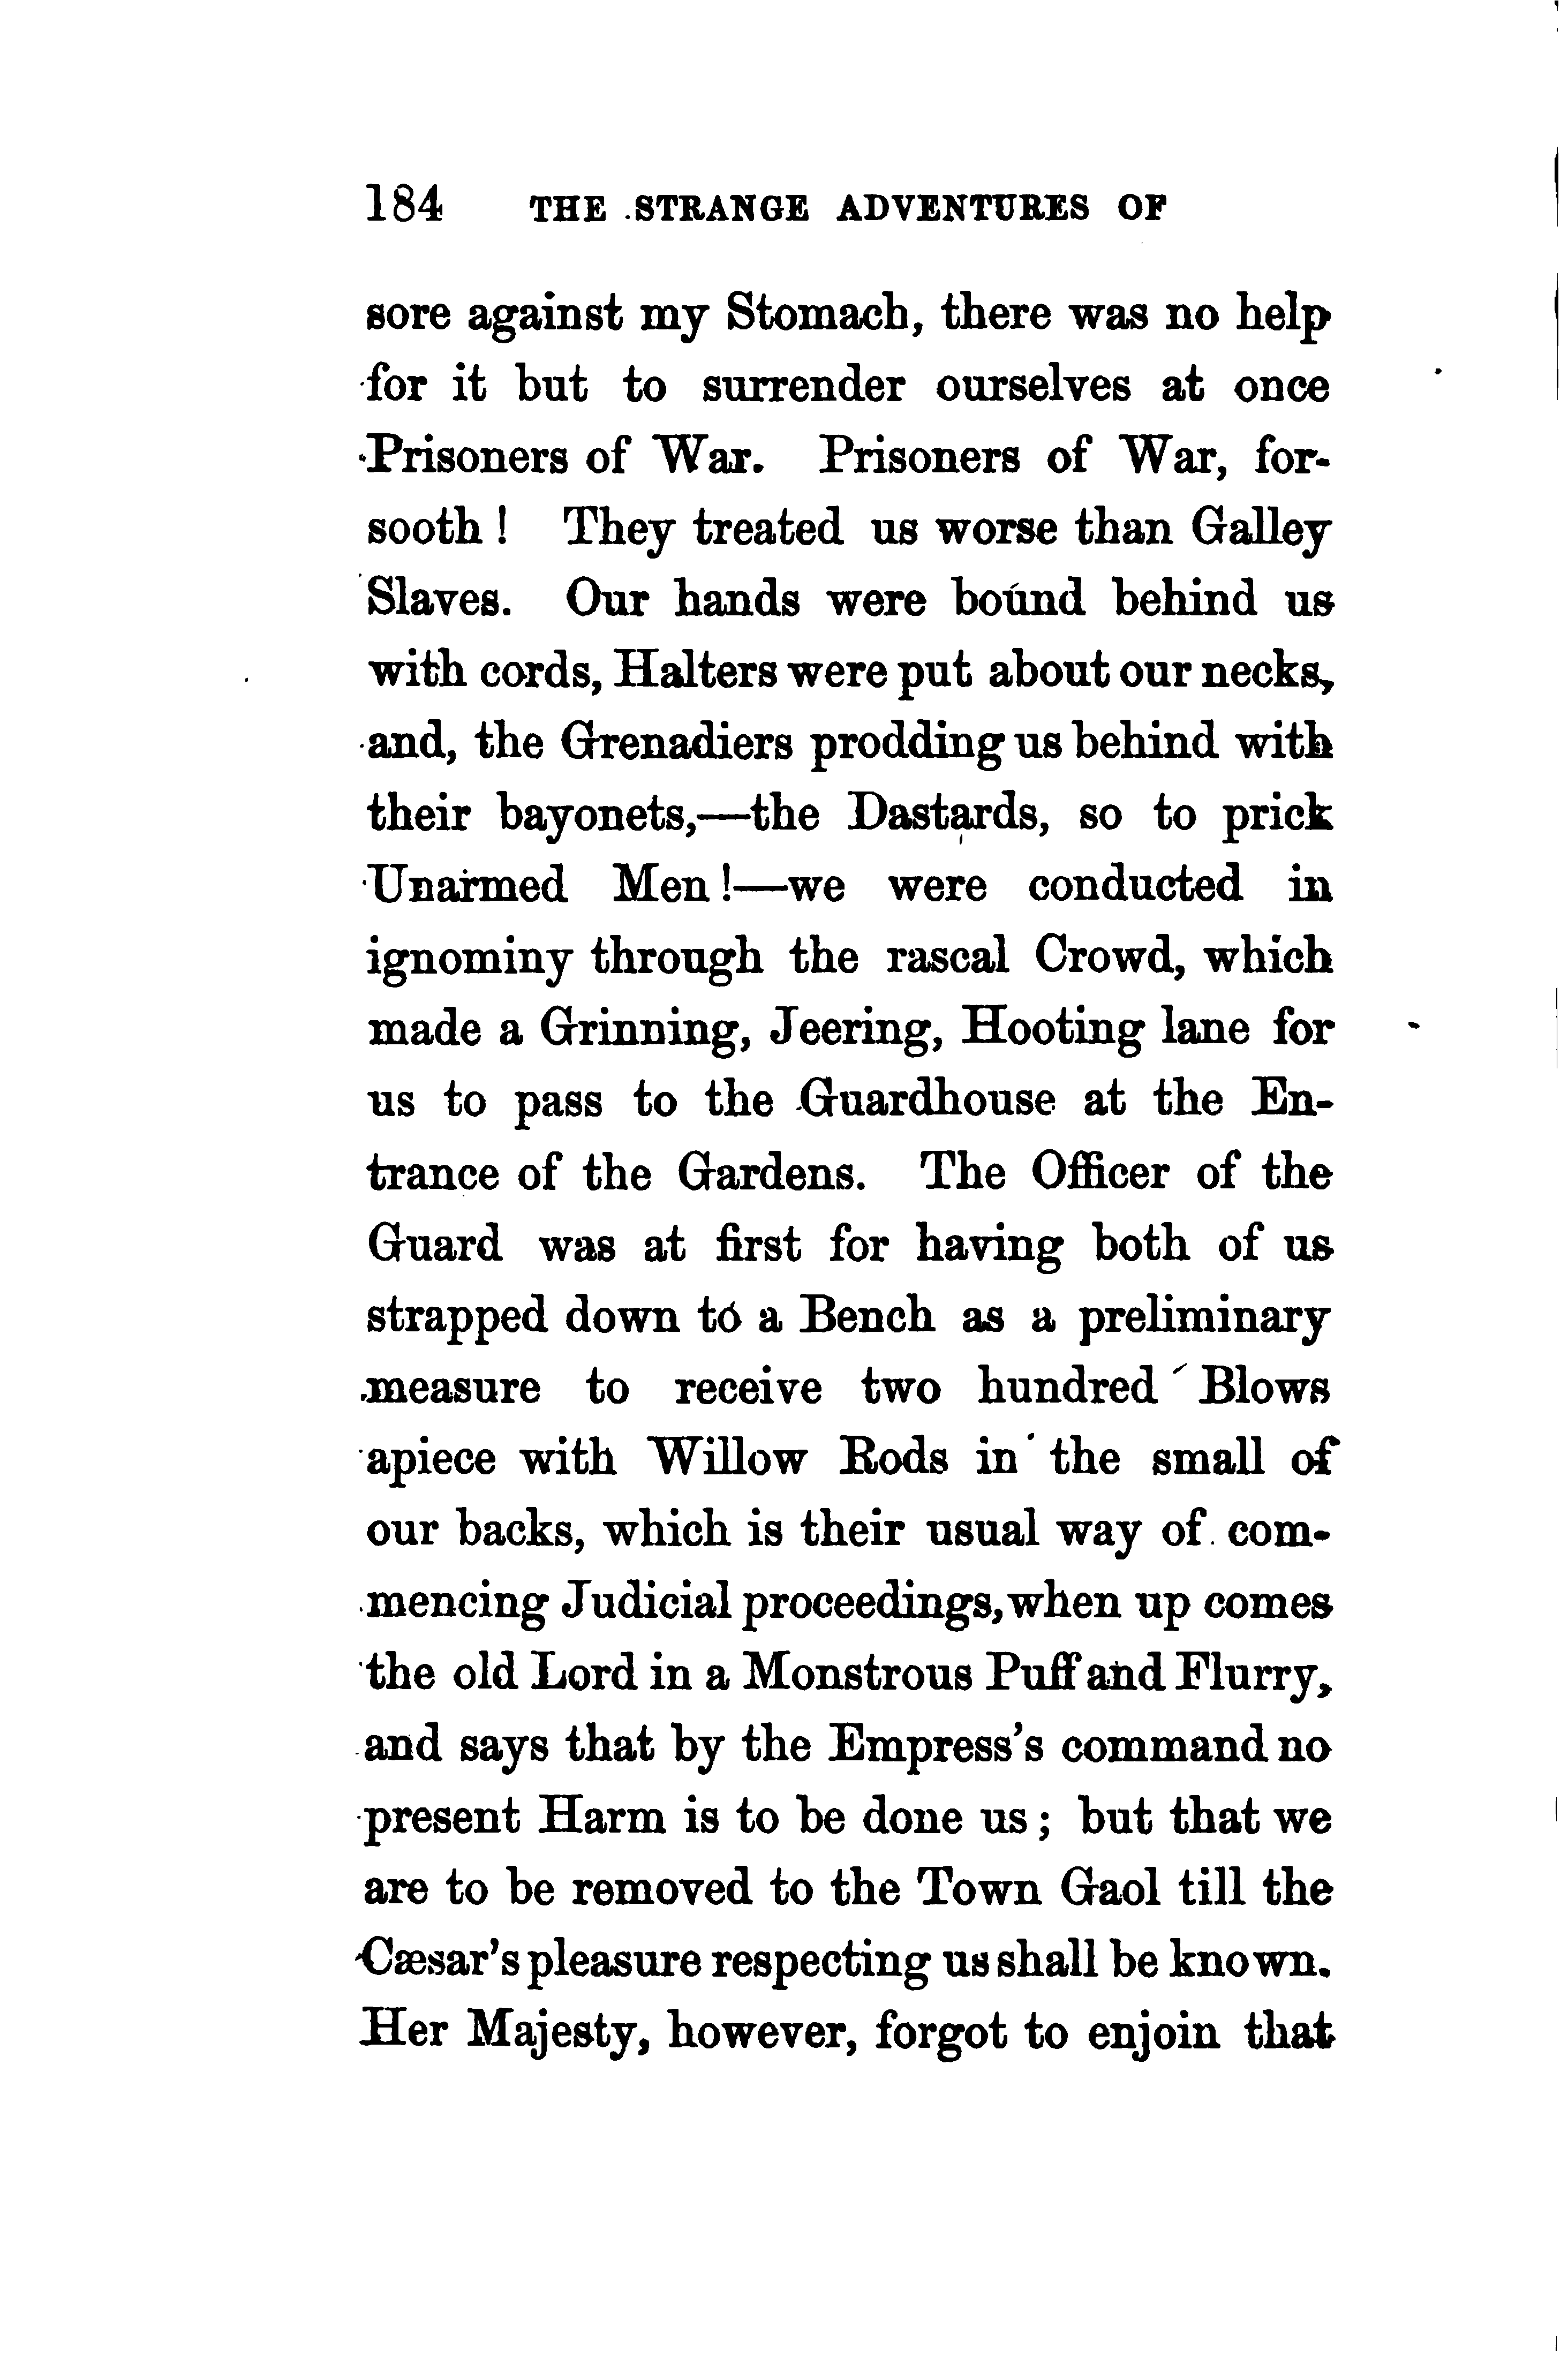 184 THE STRANGE ADVENTURES OF
sore against my Stomach, there was no help
for it but to surrender ourselves at once
Prisoners of War. Prisoners of War, for-
sooth! They treated us worse than Galley
Slaves. Our hands were bound behind us
with cords, Halters were put about our necks,
and, the Grenadiers prodding us behind with
their bayonets,—the Dastards, so to prick
Unarmed Men!—we were conducted in
ignominy through the rascal Crowd, which
made a Grinning, Jeering, Hooting lane for
us to pass to the Guardhouse at the En-
trance of the Gardens. The Officer of the
Guard was at first for having both of us
strapped down to a Bench as a preliminary
measure to receive two hundred Blows
apiece with Willow Rods in the small of
our backs, which is their usual way of com-
mencing Judicial proceedings, when up comes
the old Lord in a Monstrous Puff and Flurry,
and says that by the Empress's command no
present Harm is to be done us; but that we
are to be removed to the Town Gaol till the
Cæsar's pleasure respecting us shall be known.
Her Majesty, however, forgot to enjoin that